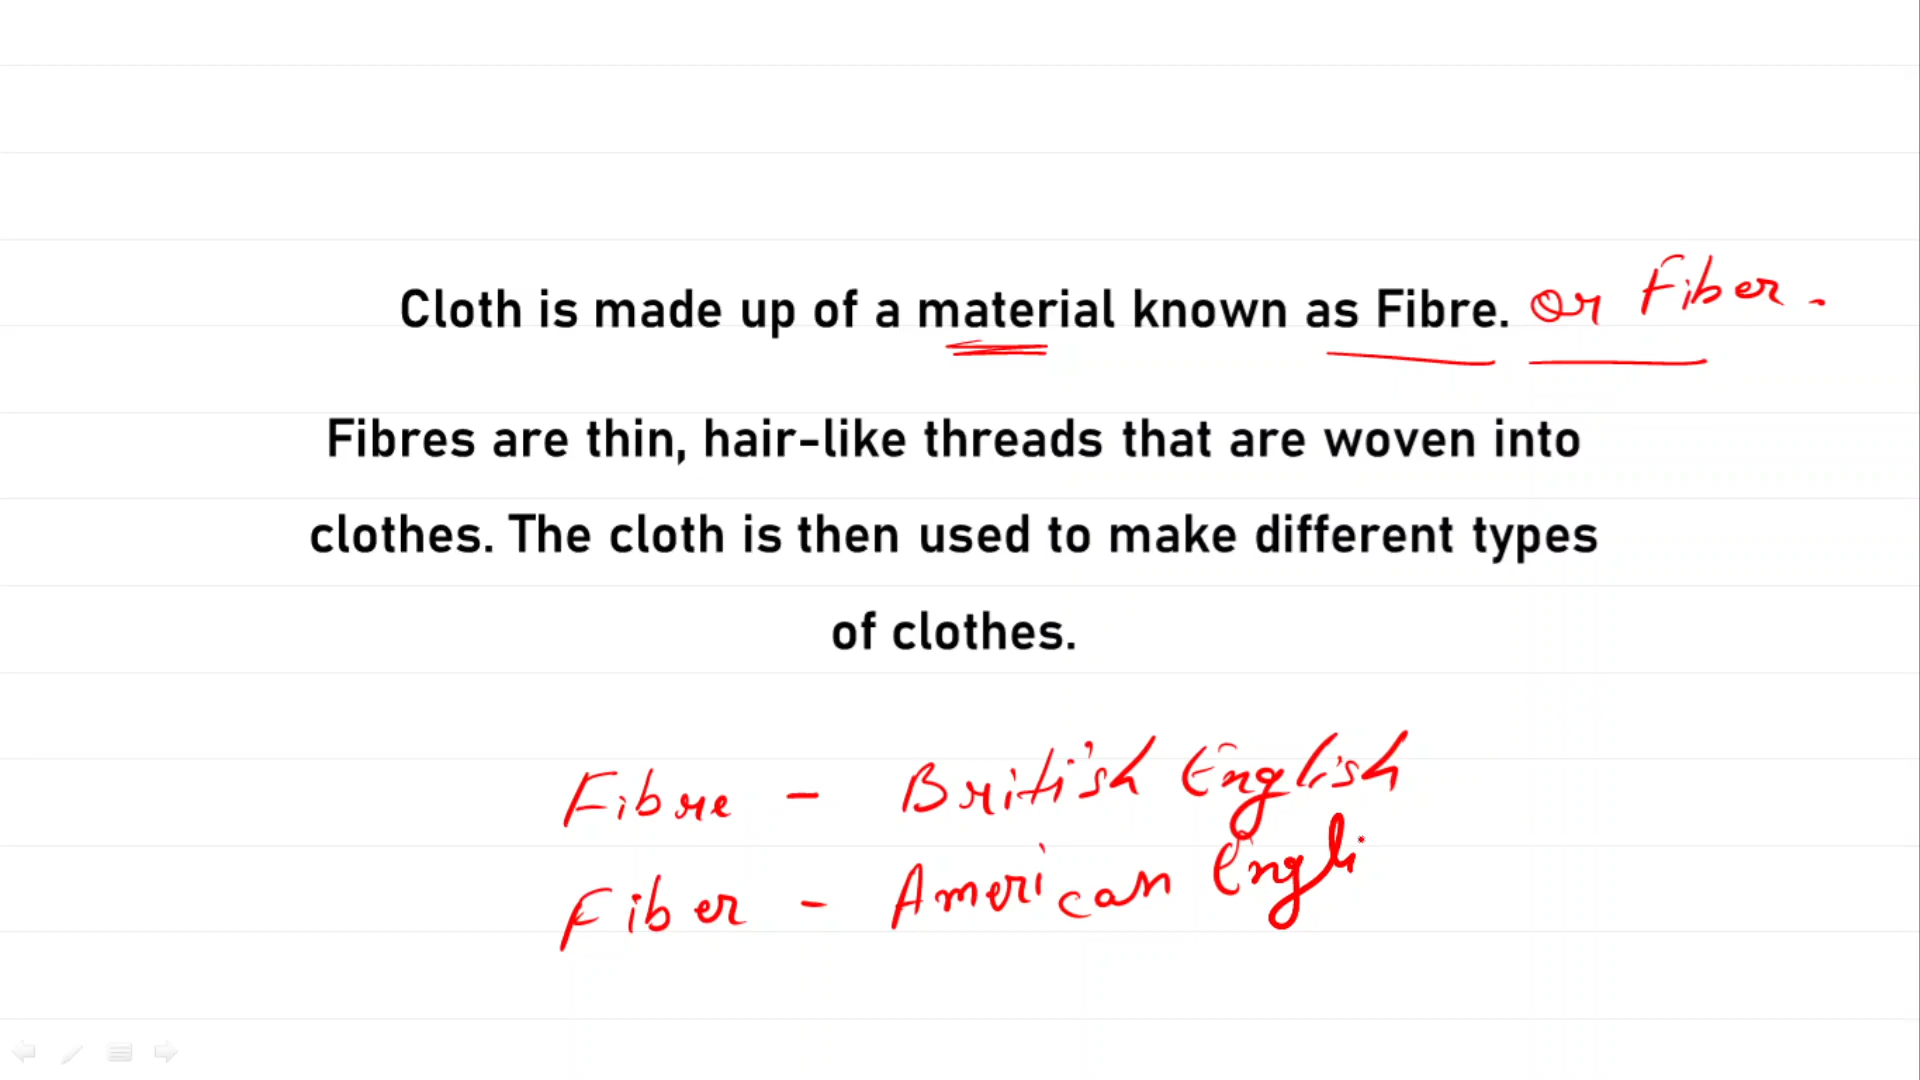 Cloth is made up of a material known as Fibre. or Fiber.
Fibres are thin, hair-like threads that are woven into
clothes. The cloth is then used to make different types
of clothes.
Fibre - British English
Fiber - American Engli